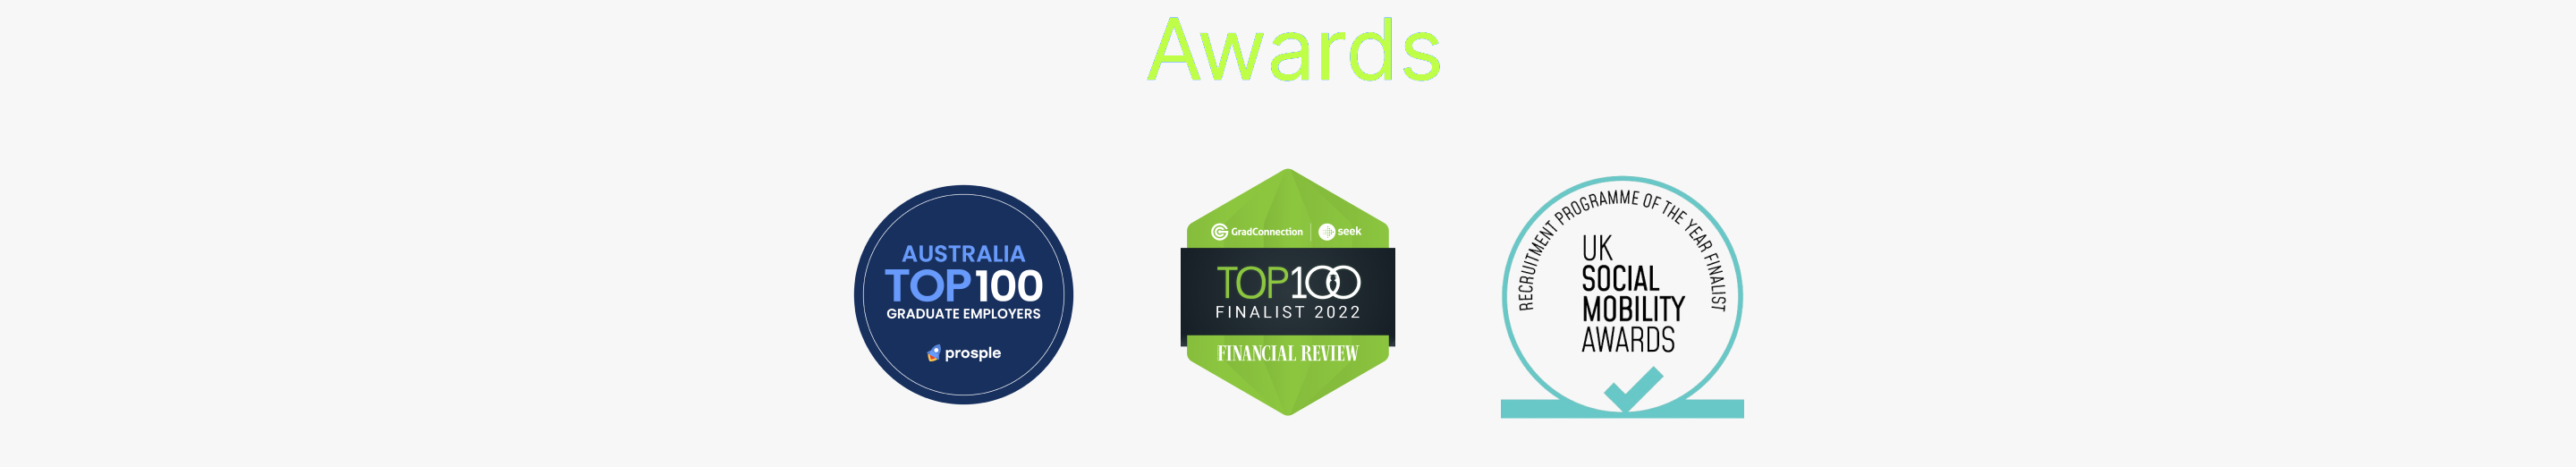 Awards
AUSTRALIA
TOP 100
GRADUATE EMPLOYERS
prosple
GradConnection | seek
TOP100
FINALIST 2022
FINANCIAL REVIEW
RECRUITMENT PROGRAMME OF THE YEAR FINALIST
UK
SOCIAL
MOBILITY
AWARDS